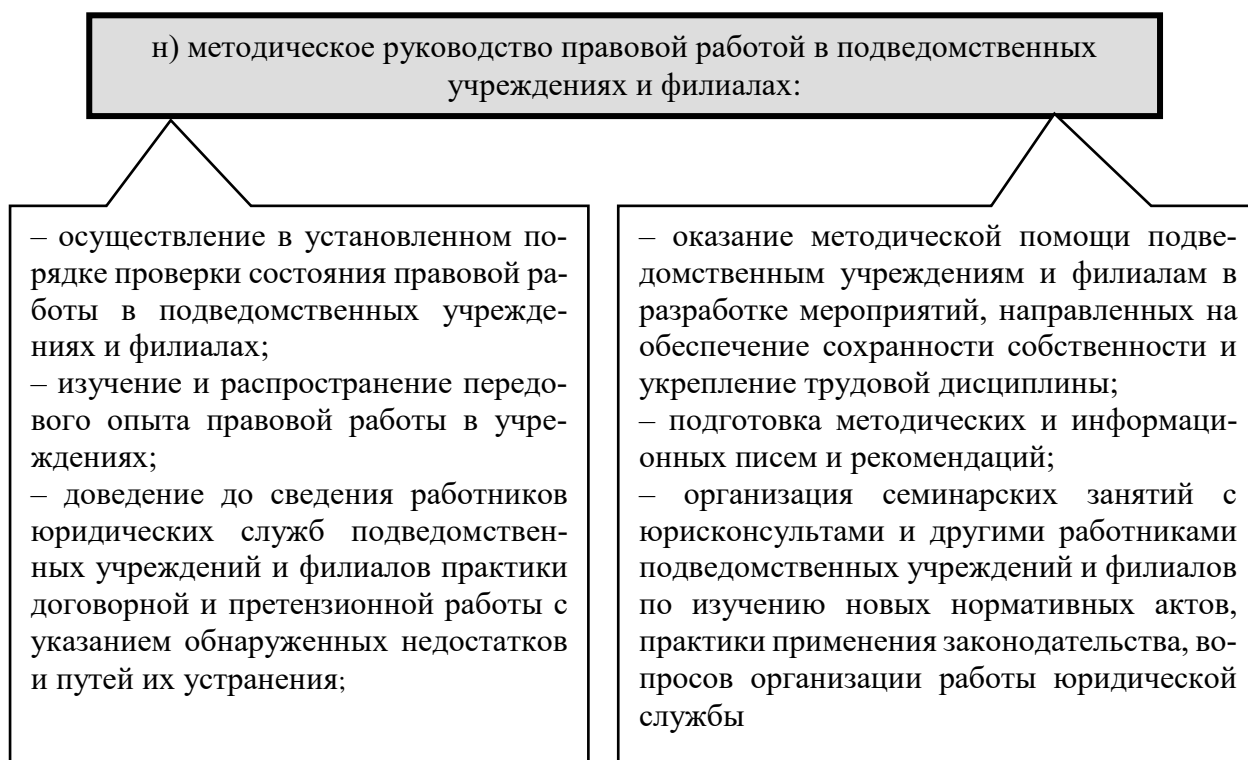 н) методическое руководство правовой работой в подведомственных
учреждениях и филиалах:
– осуществление в установленном по-
рядке проверки состояния правовой ра-
боты в подведомственных учрежде-
ниях и филиалах;
– изучение и распространение передо-
вого опыта правовой работы в учре-
ждениях;
– доведение до сведения работников
юридических служб подведомствен-
ных учреждений и филиалов практики
договорной и претензионной работы с
указанием обнаруженных недостатков
и путей их устранения;
– оказание методической помощи подве-
домственным учреждениям и филиалам в
разработке мероприятий, направленных на
обеспечение сохранности собственности и
укрепление трудовой дисциплины;
– подготовка методических и информаци-
онных писем и рекомендаций;
– организация семинарских занятий с
юрисконсультами и другими работниками
подведомственных учреждений и филиалов
по изучению новых нормативных актов,
практики применения законодательства, во-
просов организации работы юридической
службы